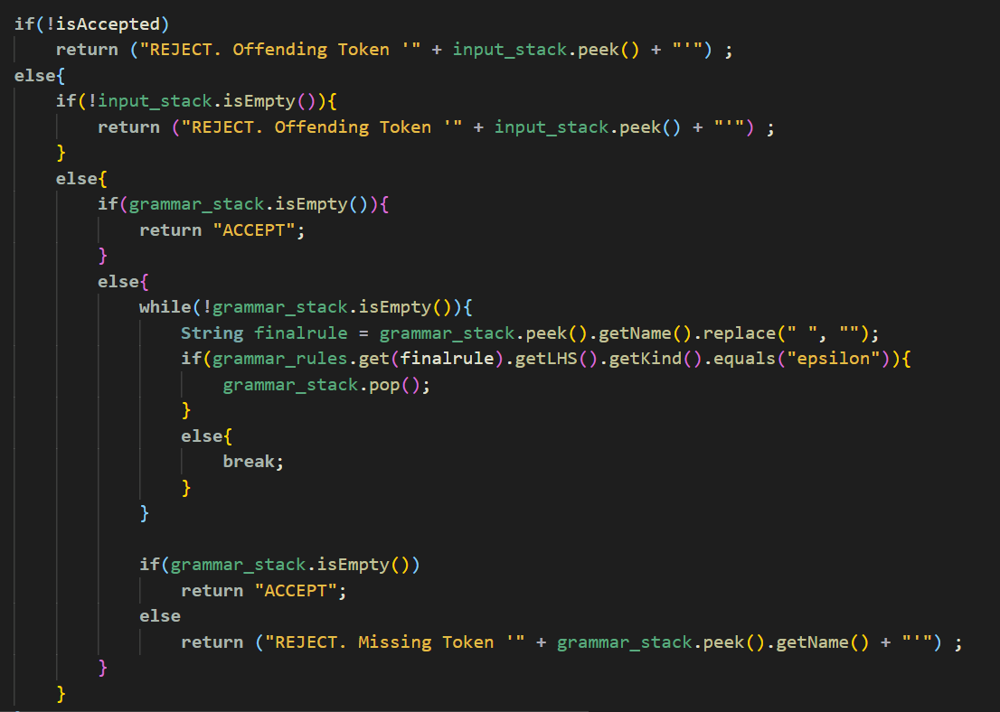 if(!isAccepted)
    return ("REJECT. Offending Token '" + input_stack.peek() + "'") ;
else{
    if(!input_stack.isEmpty()){
        return ("REJECT. Offending Token '" + input_stack.peek() + "'") ;
    }
    else{
        if(grammar_stack.isEmpty()){
            return "ACCEPT";
        }
        else{
            while(!grammar_stack.isEmpty()){
                String finalrule = grammar_stack.peek().getName().replace(" ", "");
                if(grammar_rules.get(finalrule).getLHS().getKind().equals("epsilon")){
                    grammar_stack.pop();
                }
                else{
                    break;
                }
            }

            if(grammar_stack.isEmpty())
                return "ACCEPT";
            else
                return ("REJECT. Missing Token '" + grammar_stack.peek().getName() + "'") ;
        }
    }